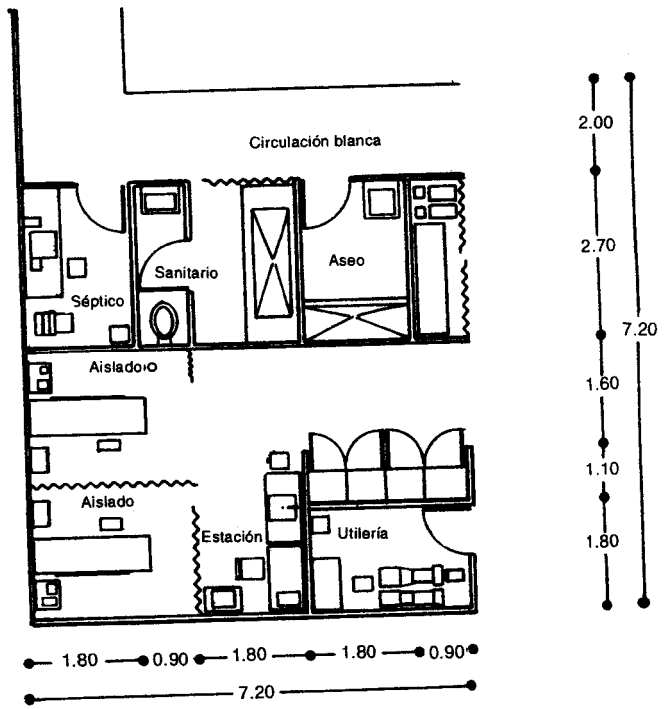 Circulación blanca
2.00
2.70
7.20
1.60
1.10
1.80
Sanitario
Aseo
Séptico
Aislado
Aislado
Estación
Utilería
1.80
0.90
1.80
1.80
0.90
7.20